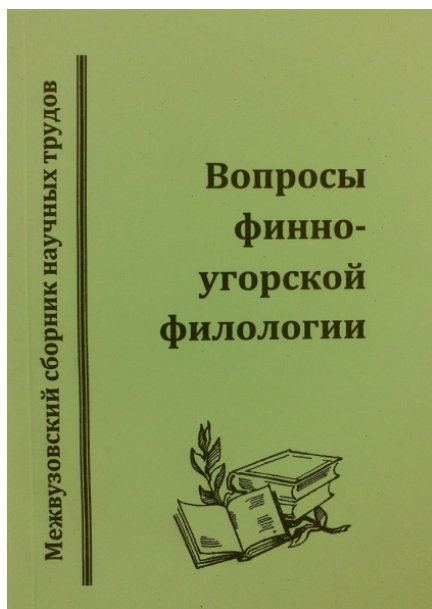 Межвузовский сборник научных трудов
Вопросы
финно-
угорской
филологии